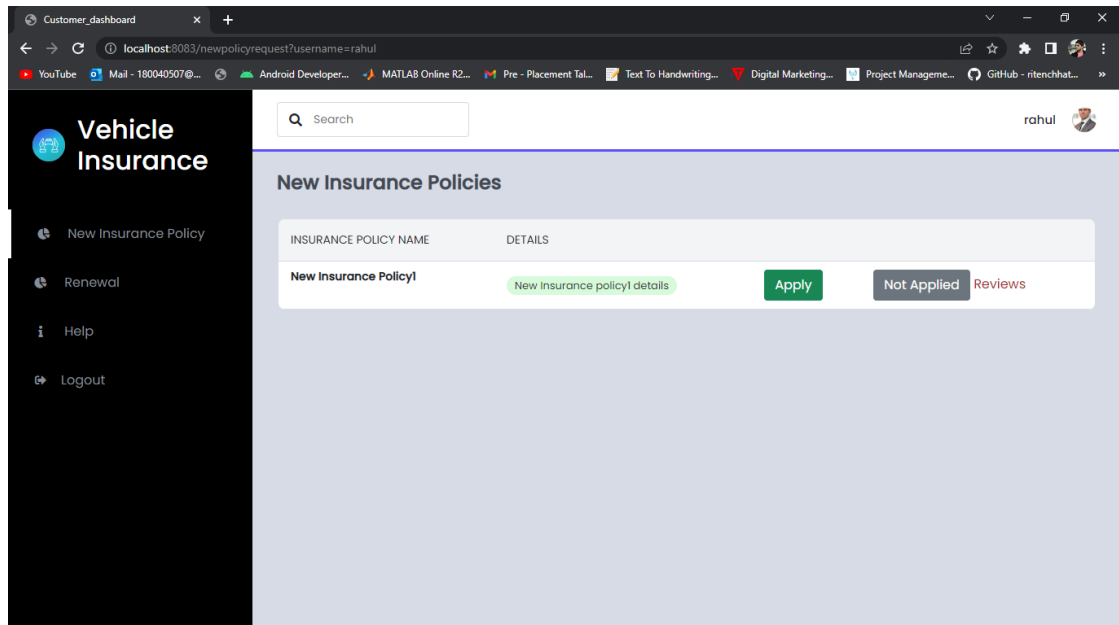 Customer_dashboard
localhost:8083/newpolicyrequest?username=rahul
YouTube Mail - 180040507@... Android Developer... MATLAB Online R2... Pre - Placement Tal... Text To Handwriting... Digital Marketing... Project Manageme... GitHub - ritenchhat... »
Vehicle
Insurance
Search
rahul
New Insurance Policies
New Insurance Policy
INSURANCE POLICY NAME DETAILS
New Insurance Policy1 New Insurance policy1 details Apply Not Applied Reviews
Renewal
Help
Logout